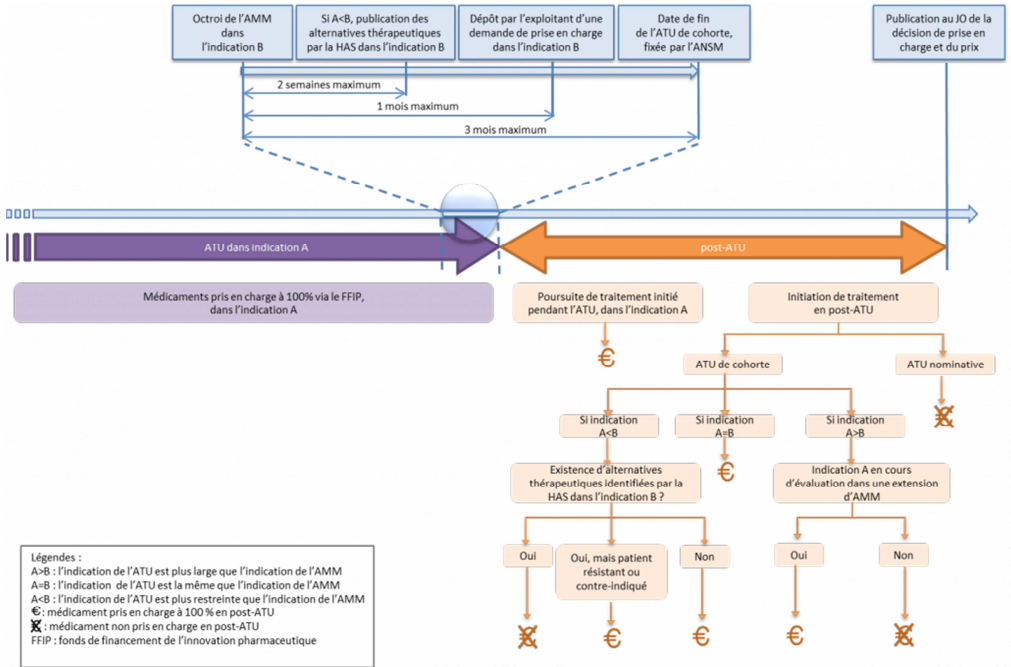 Octroi de l'AMM
dans
l'indication B
Si A<B, publication des
alternatives thérapeutiques
par la HAS dans l'indication B
Dépôt par l'exploitant d'une
demande de prise en charge
dans l'indication B
Date de fin
de l'ATU de cohorte,
fixée par l'ANSM
Publication au JO de la
décision de prise en
charge et du prix
2 semaines maximum
1 mois maximum
3 mois maximum
ATU dans indication A
post-ATU
Médicaments pris en charge à 100% via le FFIP,
dans l'indication A
Poursuite de traitement initié
pendant l'ATU, dans l'indication A
Initiation de traitement
en post-ATU
€
ATU de cohorte
ATU nominative
€
Si indication
A<B
Si indication
A=B
Si indication
A>B
€
Existence d'alternatives
thérapeutiques identifiées par la
HAS dans l'indication B ?
Indication A en cours
d'évaluation dans une extension
d'AMM
Oui
Oui, mais patient
résistant ou
contre-indiqué
Non
Oui
Non
€
€
€
€
€
Légendes :
A>B : l'indication de l'ATU est plus large que l'indication de l'AMM
A=B : l'indication de l'ATU est la même que l'indication de l'AMM
A<B : l'indication de l'ATU est plus restreinte que l'indication de l'AMM
€ : médicament pris en charge à 100 % en post-ATU
€ : médicament non pris en charge en post-ATU
FFIP : fonds de financement de l'innovation pharmaceutique